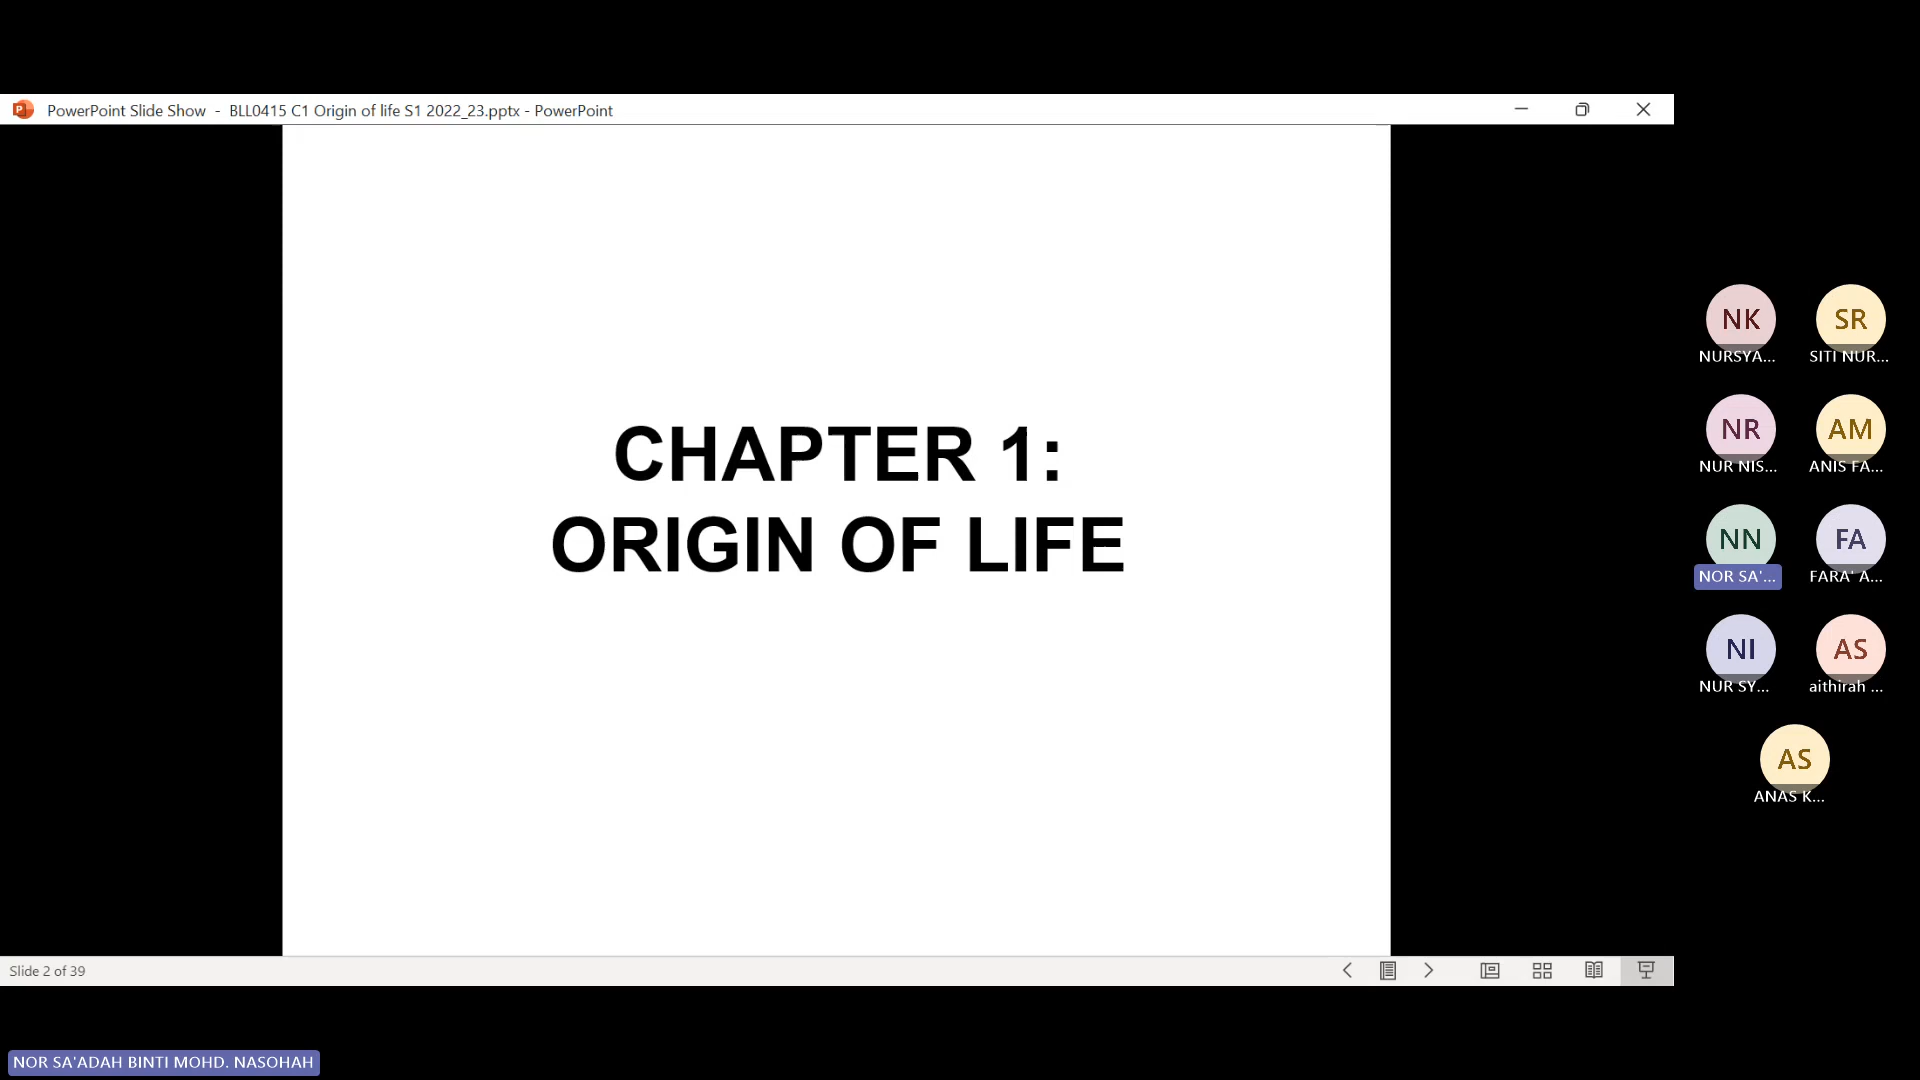 PowerPoint Slide Show - BLL0415 C1 Origin of life S1 2022_23.pptx - PowerPoint
CHAPTER 1:
ORIGIN OF LIFE
NK
NURSYA...
SR
SITI NUR...
NR
NUR NIS...
AM
ANIS FA...
NN
NOR SA'...
FA
FARA' A...
NI
NUR SY...
AS
aithirah ...
AS
ANAS K...
Slide 2 of 39
NOR SA'ADAH BINTI MOHD. NASOHAH